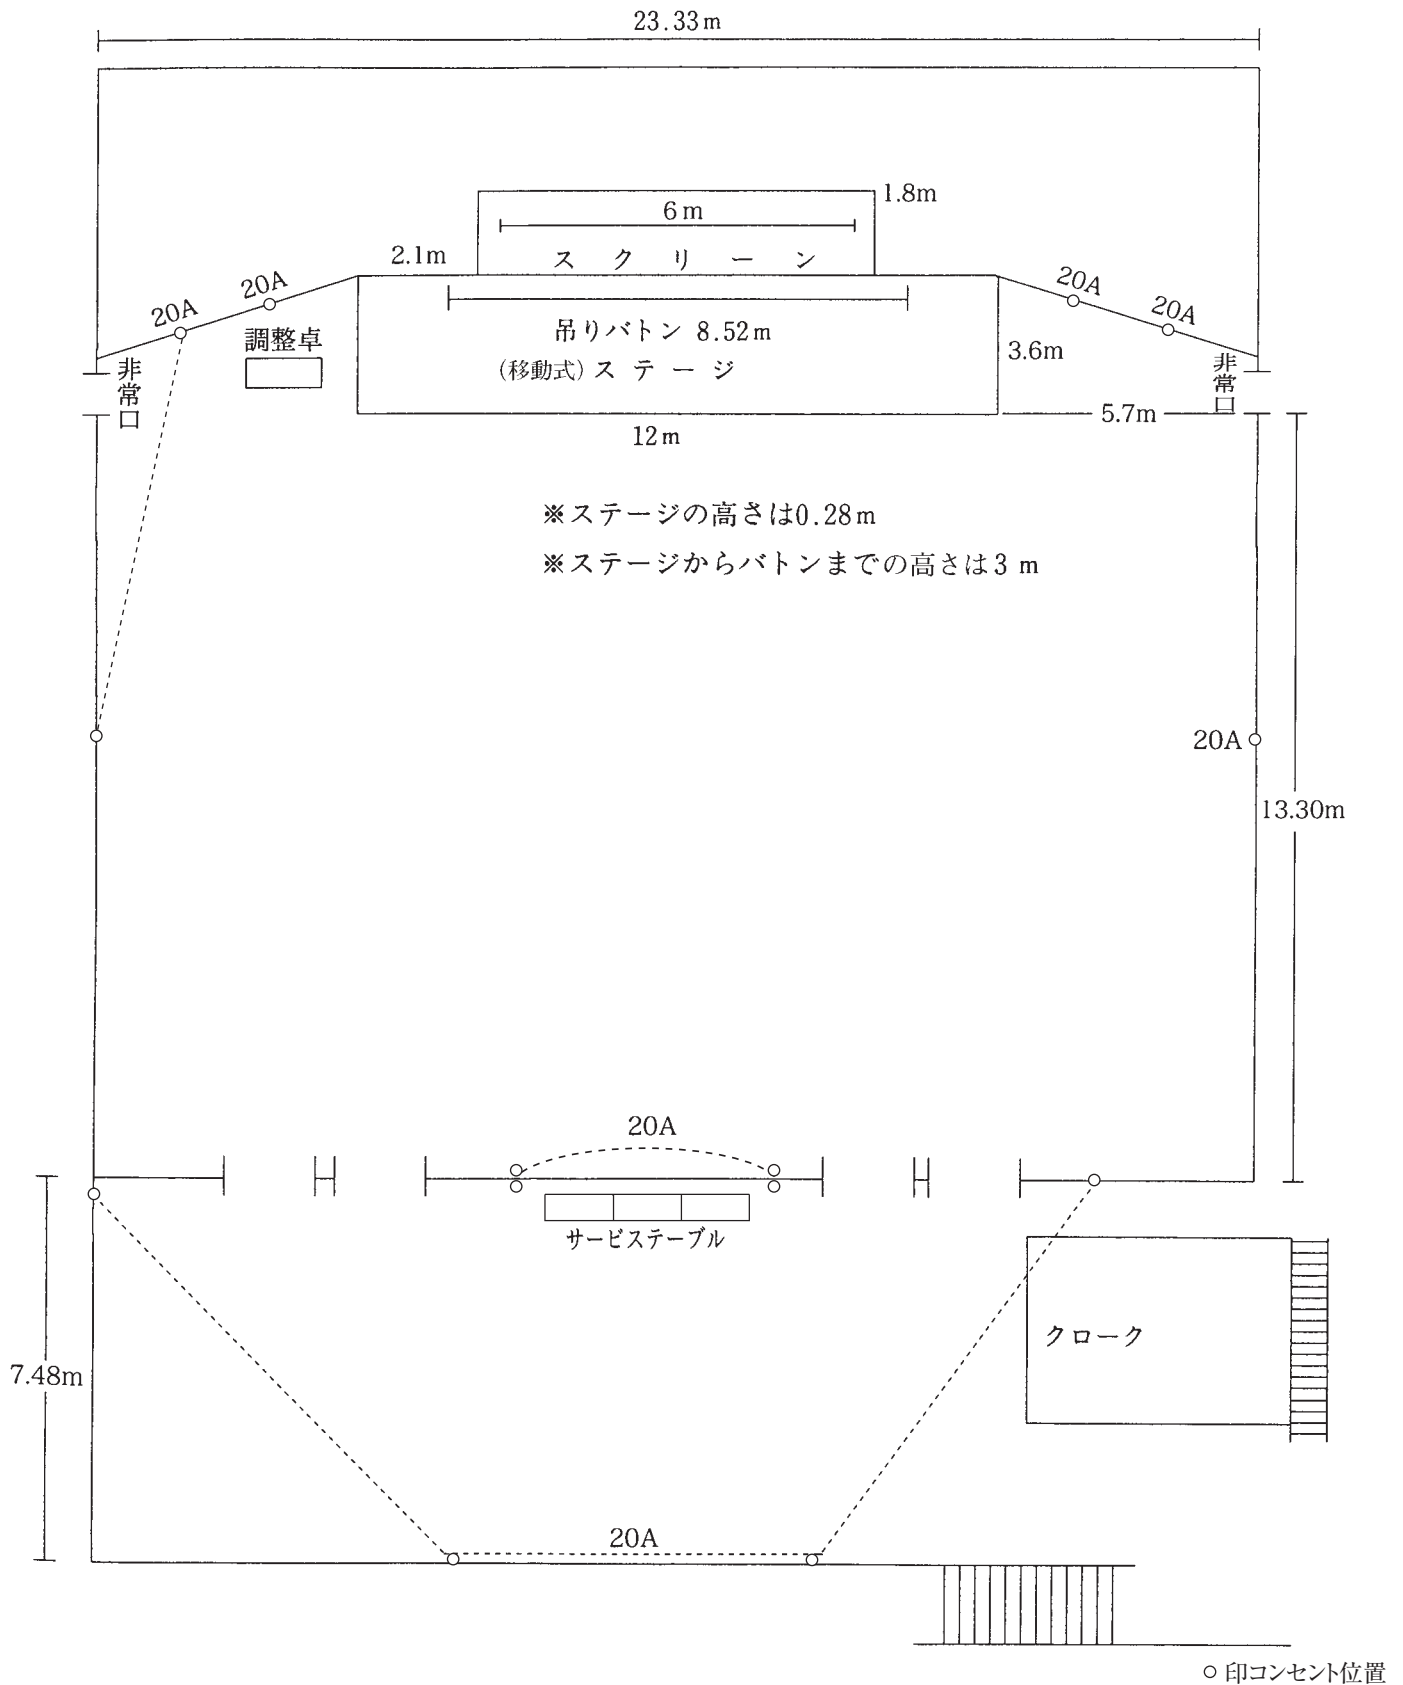 23.33m
1.8m
6m
2.1m
スクリーン
20A
20A
20A
20A
調整卓
吊りバトン 8.52m
(移動式)ステージ
3.6m
非常口
非常口
5.7m
12m
※ステージの高さは0.28m
※ステージからバトンまでの高さは3 m
20A
13.30m
20A
サービステーブル
クローク
7.48m
20A
○印コンセント位置